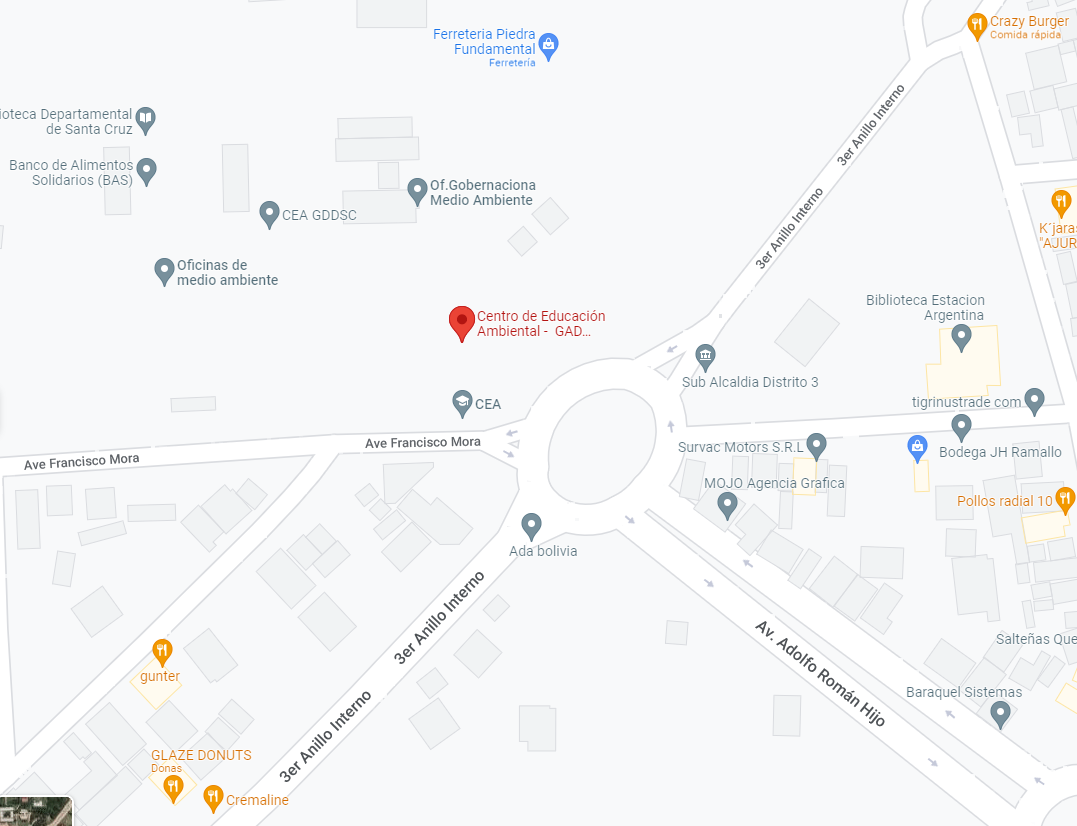 Crazy Burger
Comida rápida
Ferreteria Piedra
Fundamental
Ferretería
3er Anillo Interno
ioteca Departamental
de Santa Cruz
Banco de Alimentos
Solidarios (BAS)
Of.Gobernaciona
Medio Ambiente
CEA GDDSC
3er Anillo Interno
K´jaras
"AJUR
Oficinas de
medio ambiente
Biblioteca Estacion
Argentina
Centro de Educación
Ambiental - GAD...
Sub Alcaldia Distrito 3
CEA
tigrinustrade com
Ave Francisco Mora
Ave Francisco Mora
Survac Motors S.R.L
Bodega JH Ramallo
MOJO Agencia Grafica
Pollos radial 10
Ada bolivia
3er Anillo Interno
Av. Adolfo Román Hijo
Salteñas Que
gunter
Baraquel Sistemas
3er Anillo Interno
GLAZE DONUTS
Donas
Cremaline